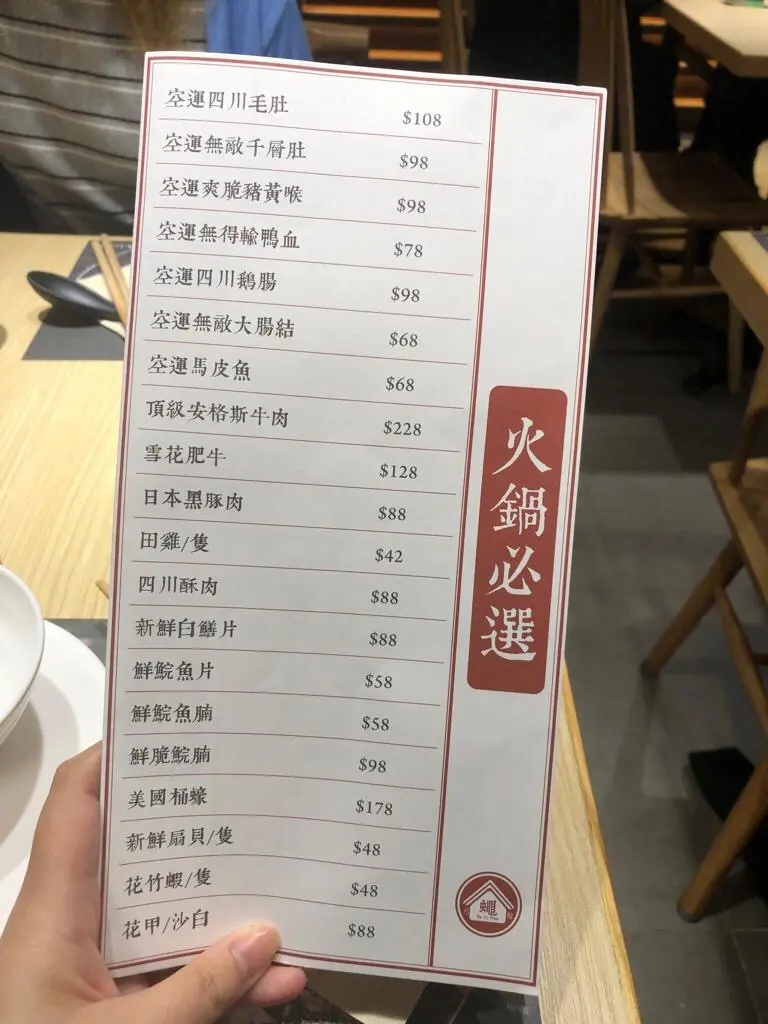 空運四川毛肚 $108
空運無敵千層肚 $98
空運爽脆豬黃喉 $98
空運無得輸鴨血 $78
空運四川鵝腸 $98
空運無敵大腸結 $68
空運馬皮魚 $68
頂級安格斯牛肉 $228
雪花肥牛 $128
日本黑豚肉 $88
田雞/隻 $42
四川酥肉 $88
新鮮白鱔片 $88
鮮鯇魚片 $58
鮮鯇魚腩 $58
鮮脆鯇腩 $98
美國桶蠔 $178
新鮮扇貝/隻 $48
花竹蝦/隻 $48
花甲/沙白 $88
火鍋必選
蠅